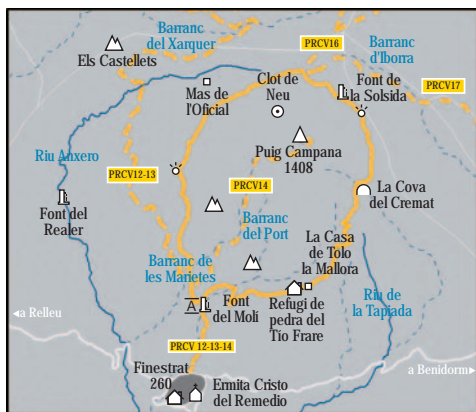 Barranc
del Xarquer
Els Castellets
PRCV16
Barranc
d'Iborra
Clot de
Neu
Font de
la Solsida
PRCV17
Mas de
l'Oficial
Puig Campana
1408
Riu Anxero
PRCV12-13
PRCV14
La Cova
del Cremat
Font del
Realer
Barranc
del Port
La Casa
de Tolo
la Mallora
Barranc de
les Marietes
A
Font
del Molí
Refugi de
pedra del
Tío Frare
Riu de
la Tapiada
a Relleu
PRCV 12-13-14
Finestrat
260
a Benidorm
Ermita Cristo
del Remedio